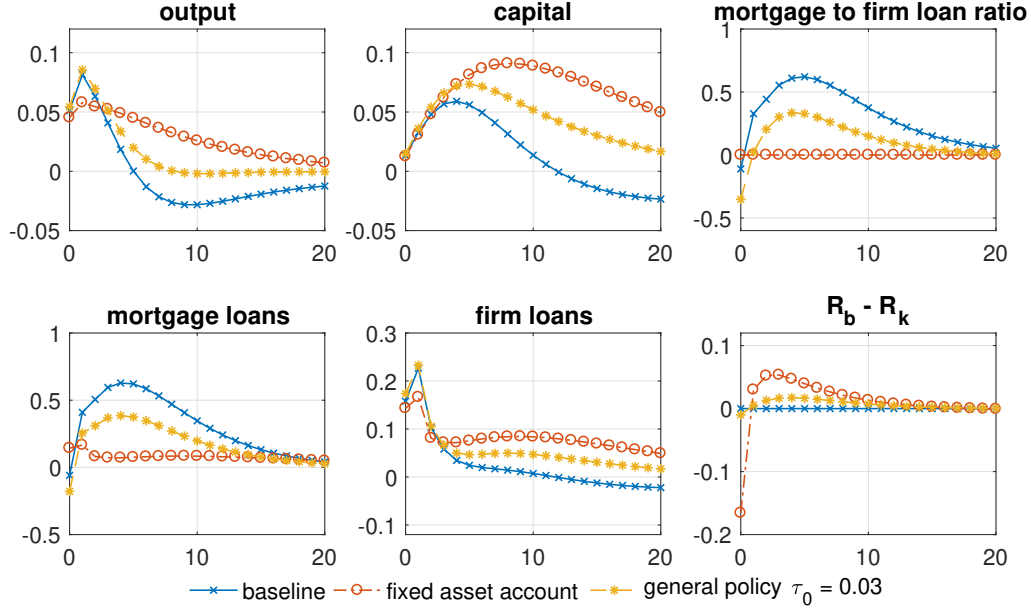 output
capital
mortgage to firm loan ratio
0.1
0.05
0
-0.05
0 10 20
0.1
0.05
0
-0.05
0 10 20
1
0.5
0
-0.5
0 10 20
mortgage loans
firm loans
R_b - R_k
1
0.5
0
-0.5
0 10 20
0.3
0.2
0.1
0
-0.1
0 10 20
0.1
0
-0.1
-0.2
0 10 20
baseline fixed asset account general policy τ_0 = 0.03